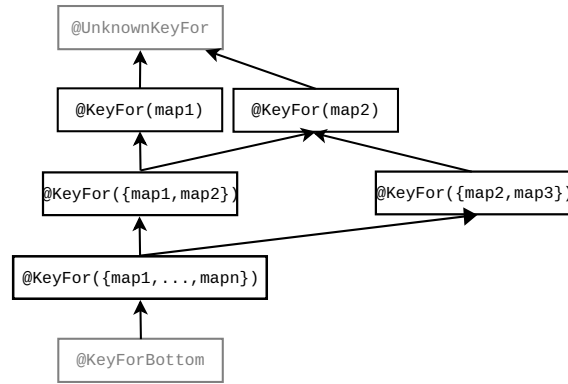 @UnknownKeyFor
@KeyFor(map1)
@KeyFor(map2)
@KeyFor({map1,map2})
@KeyFor({map2,map3})
@KeyFor({map1,...,mapn})
@KeyForBottom